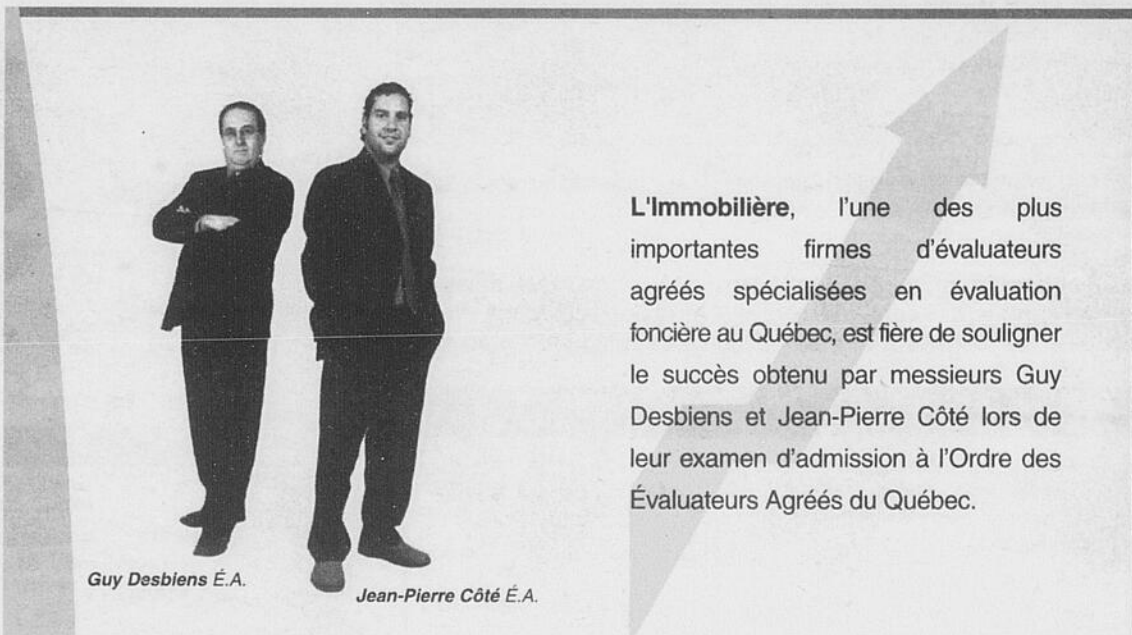 L'Immobilière, l'une des plus
importantes firmes d'évaluateurs
agréés spécialisées en évaluation
foncière au Québec, est fière de souligner
le succès obtenu par messieurs Guy
Desbiens et Jean-Pierre Côté lors de
leur examen d'admission à l'Ordre des
Évaluateurs Agréés du Québec.
Guy Desbiens É.A.
Jean-Pierre Côté É.A.